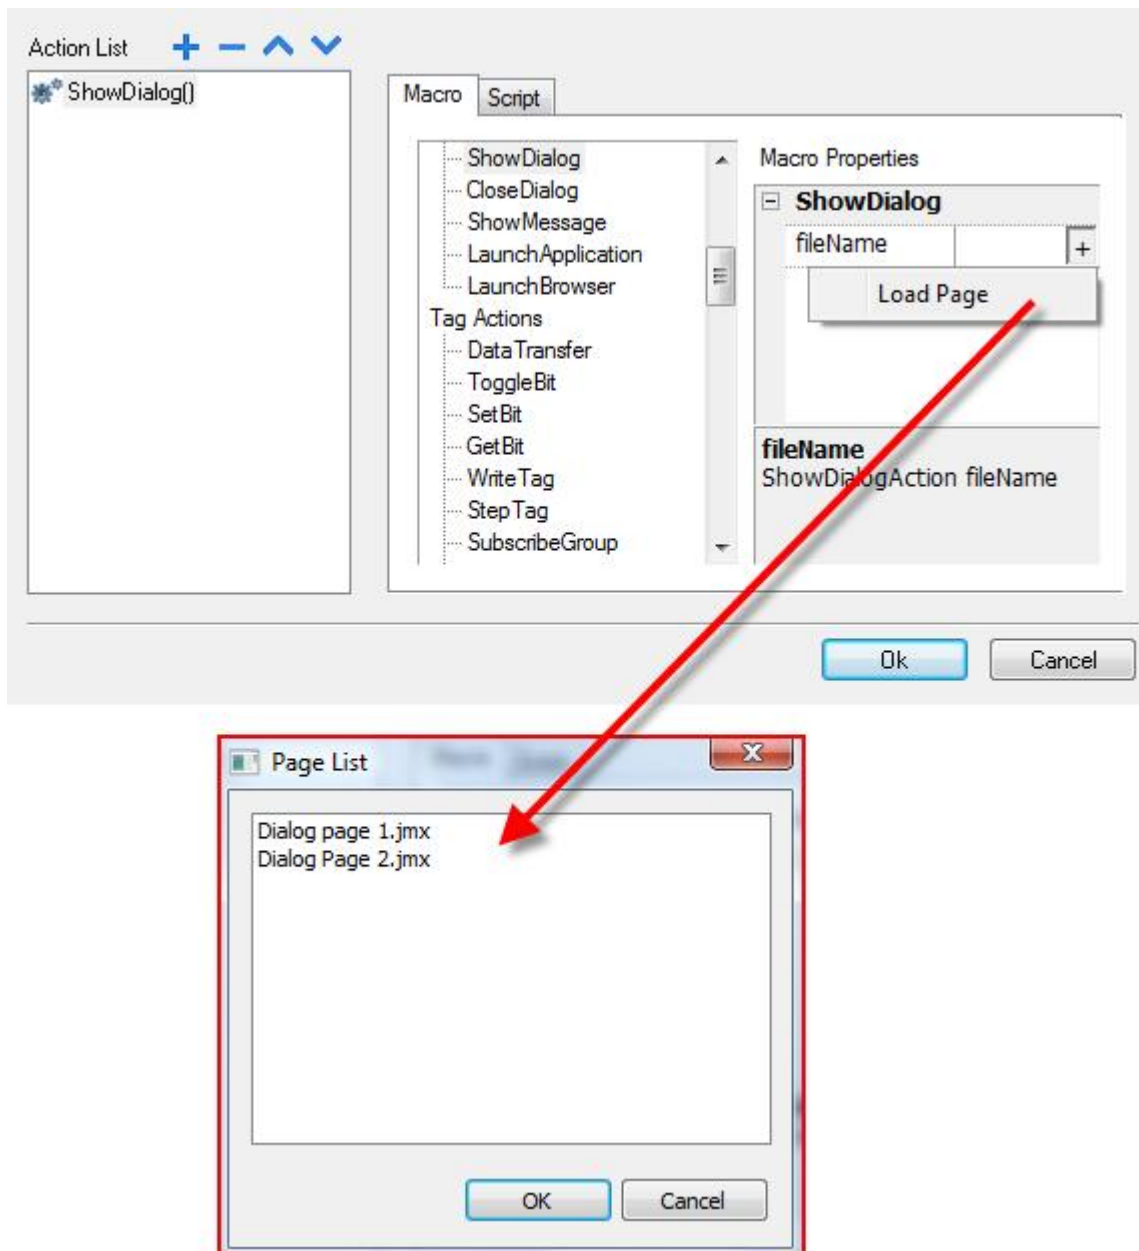 Action List
ShowDialog()
Macro
Script
ShowDialog
CloseDialog
ShowMessage
LaunchApplication
LaunchBrowser
Tag Actions
DataTransfer
ToggleBit
SetBit
GetBit
WriteTag
StepTag
SubscribeGroup
Macro Properties
ShowDialog
fileName
Load Page
fileName
ShowDialogAction fileName
Ok
Cancel
Page List
Dialog page 1.jmx
Dialog Page 2.jmx
OK
Cancel